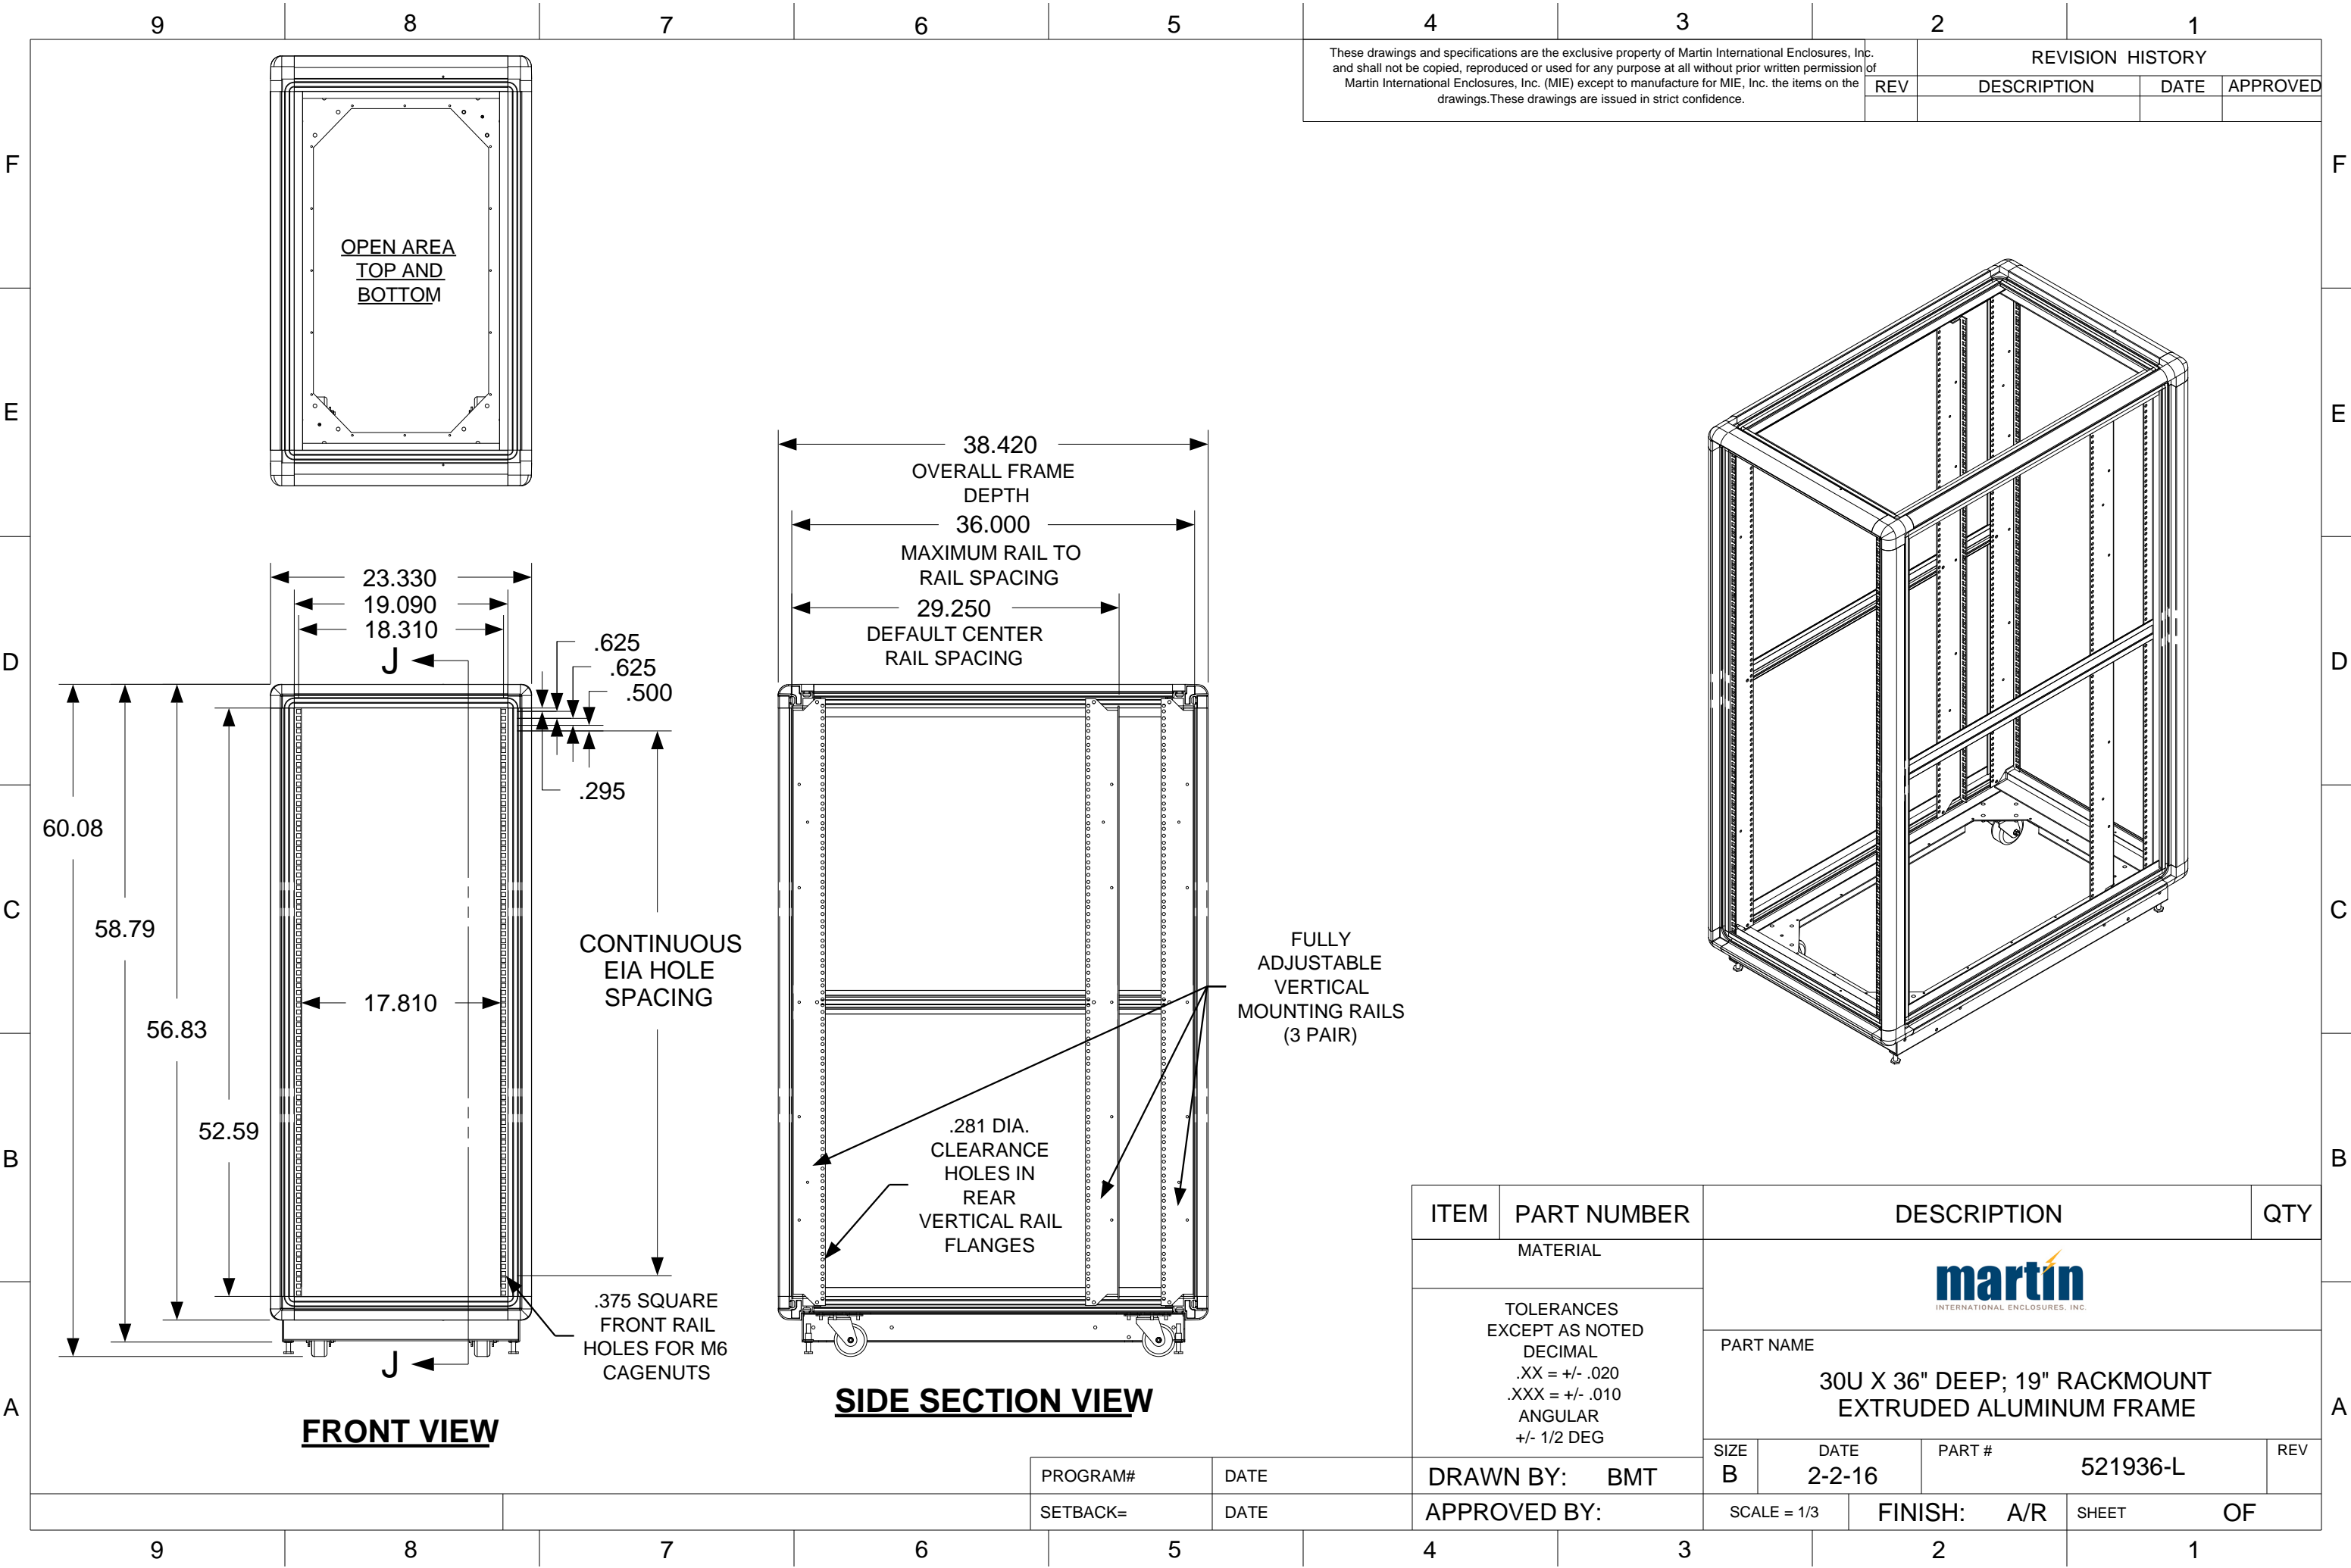 9 8 7 6 5 4 3 2 1
These drawings and specifications are the exclusive property of Martin International Enclosures, Inc.
and shall not be copied, reproduced or used for any purpose at all without prior written permission of
Martin International Enclosures, Inc. (MIE) except to manufacture for MIE, Inc. the items on the
drawings.These drawings are issued in strict confidence.
REVISION HISTORY
REV DESCRIPTION DATE APPROVED
F F
OPEN AREA
TOP AND
BOTTOM
E E
38.420
OVERALL FRAME
DEPTH
36.000
MAXIMUM RAIL TO
RAIL SPACING
29.250
DEFAULT CENTER
RAIL SPACING
23.330
19.090
18.310
J
.625
.625
.500
.295
D D
60.08
58.79
56.83
52.59
17.810
C C
CONTINUOUS
EIA HOLE
SPACING
FULLY
ADJUSTABLE
VERTICAL
MOUNTING RAILS
(3 PAIR)
.281 DIA.
CLEARANCE
HOLES IN
REAR
VERTICAL RAIL
FLANGES
B B
.375 SQUARE
FRONT RAIL
HOLES FOR M6
CAGENUTS
J
FRONT VIEW
SIDE SECTION VIEW
A A
ITEM PART NUMBER DESCRIPTION QTY
MATERIAL
martin
INTERNATIONAL ENCLOSURES, INC.
TOLERANCES
EXCEPT AS NOTED
DECIMAL
.XX = +/- .020
.XXX = +/- .010
ANGULAR
+/- 1/2 DEG
PART NAME
30U X 36" DEEP; 19" RACKMOUNT
EXTRUDED ALUMINUM FRAME
SIZE DATE PART # REV
B 2-2-16 521936-L
PROGRAM# DATE DRAWN BY: BMT
SETBACK= DATE APPROVED BY: SCALE = 1/3 FINISH: A/R SHEET OF
9 8 7 6 5 4 3 2 1